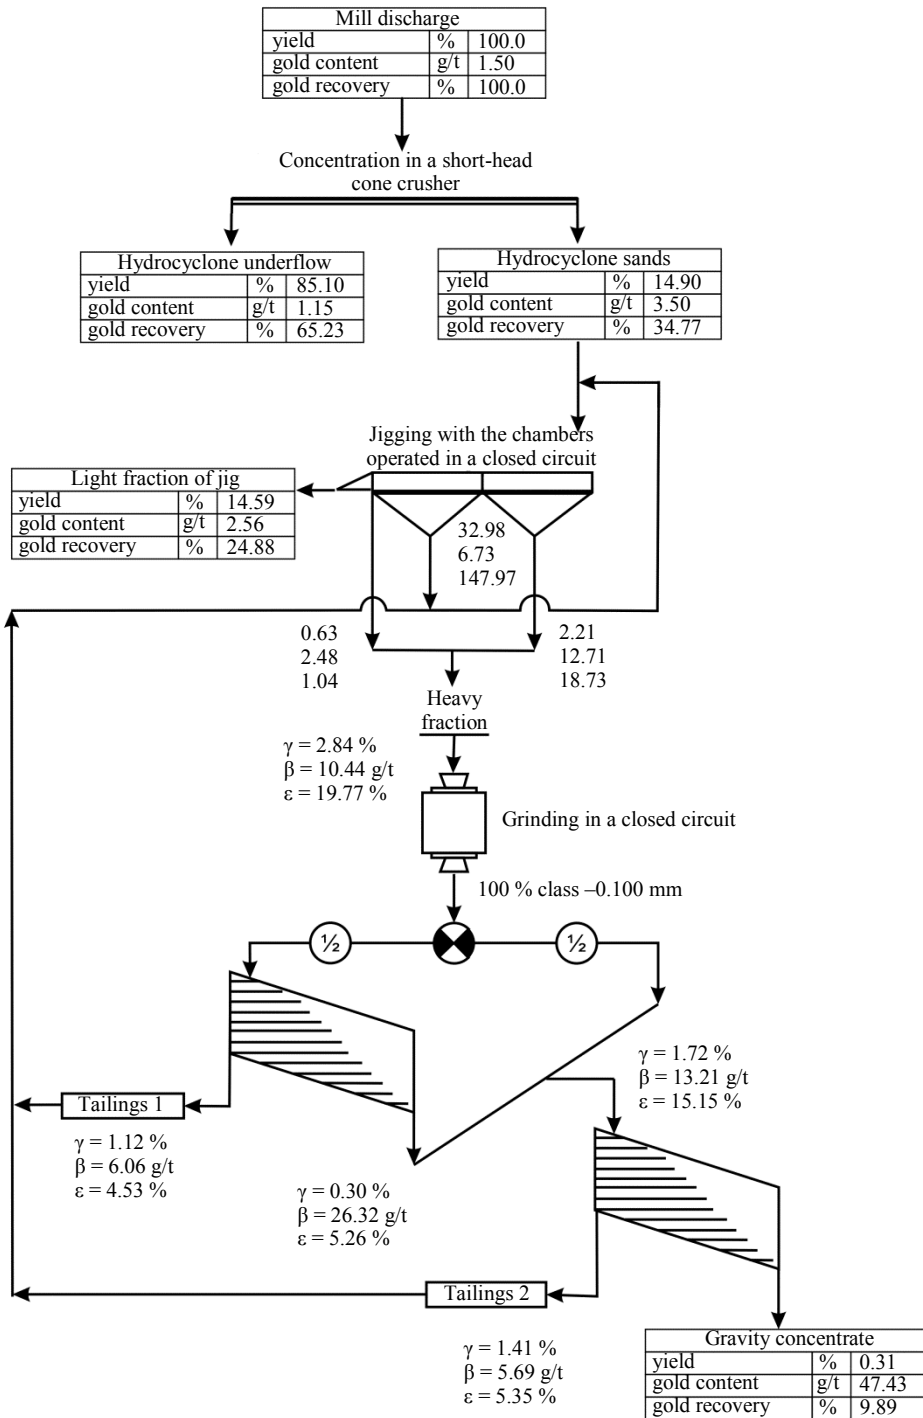 Mill discharge
yield % 100.0
gold content g/t 1.50
gold recovery % 100.0
Concentration in a short-head
cone crusher
Hydrocyclone underflow
yield % 85.10
gold content g/t 1.15
gold recovery % 65.23
Hydrocyclone sands
yield % 14.90
gold content g/t 3.50
gold recovery % 34.77
Jigging with the chambers
operated in a closed circuit
Light fraction of jig
yield % 14.59
gold content g/t 2.56
gold recovery % 24.88
32.98
6.73
147.97
0.63
2.48
1.04
2.21
12.71
18.73
Heavy
fraction
γ = 2.84 %
β = 10.44 g/t
ε = 19.77 %
Grinding in a closed circuit
100 % class –0.100 mm
½
½
γ = 1.72 %
β = 13.21 g/t
ε = 15.15 %
Tailings 1
γ = 1.12 %
β = 6.06 g/t
ε = 4.53 %
γ = 0.30 %
β = 26.32 g/t
ε = 5.26 %
Tailings 2
γ = 1.41 %
β = 5.69 g/t
ε = 5.35 %
Gravity concentrate
yield % 0.31
gold content g/t 47.43
gold recovery % 9.89